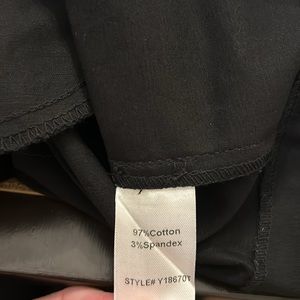 97%Cotton
3%Spandex
STYLE# Y18670